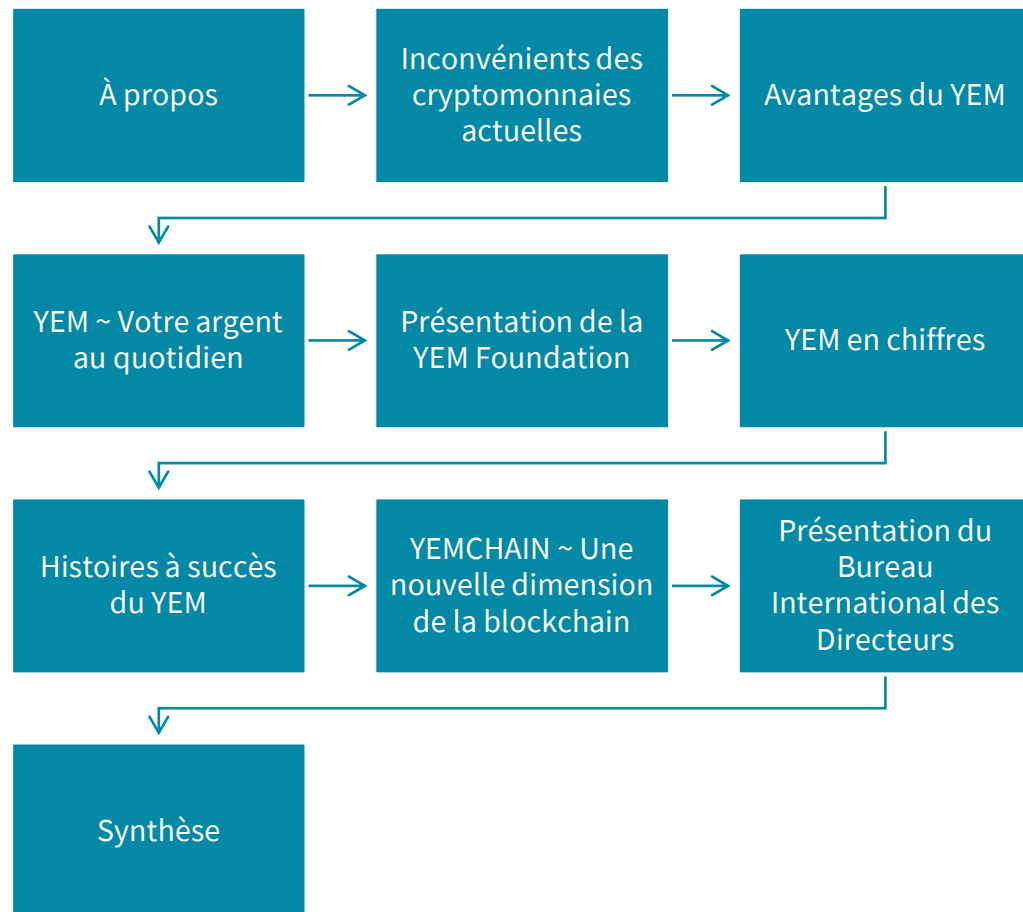 À propos
Inconvénients des
cryptomonnaies
actuelles
Avantages du YEM
YEM ~ Votre argent
au quotidien
Présentation de la
YEM Foundation
YEM en chiffres
Histoires à succès
du YEM
YEMCHAIN ~ Une
nouvelle dimension
de la blockchain
Présentation du
Bureau
International des
Directeurs
Synthèse